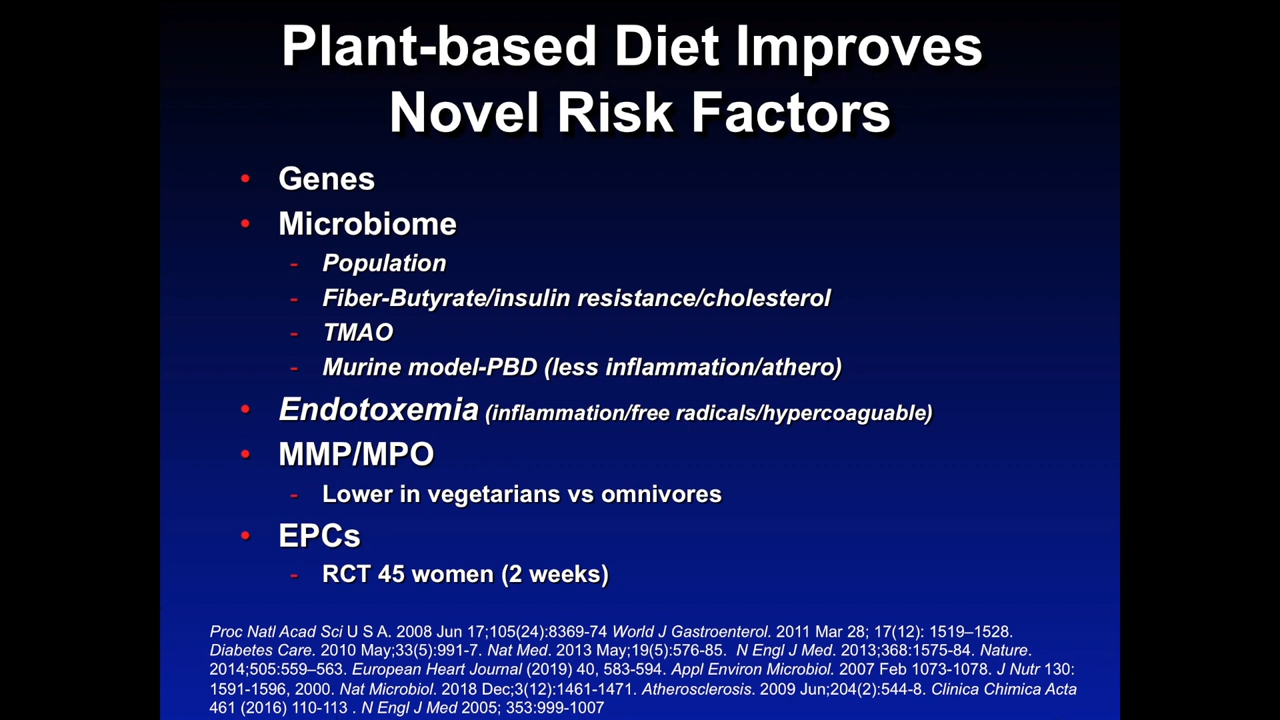 Plant-based Diet Improves
Novel Risk Factors
• Genes
• Microbiome
- Population
- Fiber-Butyrate/insulin resistance/cholesterol
- TMAO
- Murine model-PBD (less inflammation/athero)
• Endotoxemia (inflammation/free radicals/hypercoaguable)
• MMP/MPO
- Lower in vegetarians vs omnivores
• EPCs
- RCT 45 women (2 weeks)
Proc Natl Acad Sci U S A. 2008 Jun 17;105(24):8369-74 World J Gastroenterol. 2011 Mar 28; 17(12): 1519–1528.
Diabetes Care. 2010 May;33(5):991-7. Nat Med. 2013 May;19(5):576-85. N Engl J Med. 2013;368:1575-84. Nature.
2014;505:559–563. European Heart Journal (2019) 40, 583-594. Appl Environ Microbiol. 2007 Feb 1073-1078. J Nutr 130:
1591-1596, 2000. Nat Microbiol. 2018 Dec;3(12):1461-1471. Atherosclerosis. 2009 Jun;204(2):544-8. Clinica Chimica Acta
461 (2016) 110-113 . N Engl J Med 2005; 353:999-1007